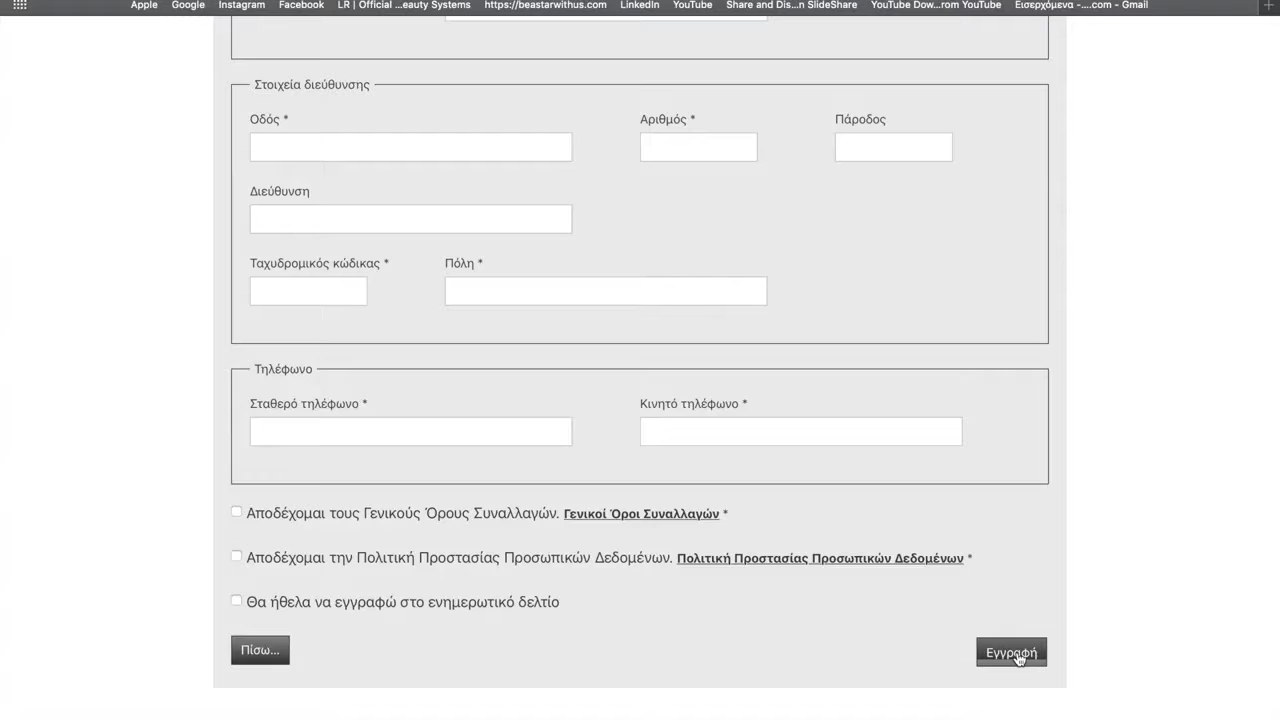 Apple Google Instagram Facebook LR | Official ...eauty Systems https://beastarwithus.com LinkedIn YouTube Share and Dis...n SlideShare YouTube Dow...rom YouTube Εισερχόμενα -....com - Gmail
Στοιχεία διεύθυνσης
Οδός * Αριθμός * Πάροδος
Διεύθυνση
Ταχυδρομικός κώδικας * Πόλη *
Τηλέφωνο
Σταθερό τηλέφωνο * Κινητό τηλέφωνο *
Αποδέχομαι τους Γενικούς Όρους Συναλλαγών. Γενικοί Όροι Συναλλαγών *
Αποδέχομαι την Πολιτική Προστασίας Προσωπικών Δεδομένων. Πολιτική Προστασίας Προσωπικών Δεδομένων *
Θα ήθελα να εγγραφώ στο ενημερωτικό δελτίο
Πίσω... Εγγραφή